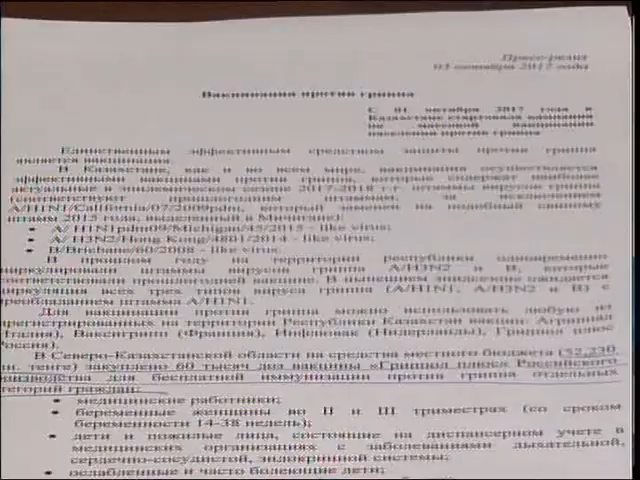 Пресс-релиз
03 октября 2017 года
Вакцинация против гриппа
С 01 октября 2017 года в
Казахстане стартовала кампания
по массовой вакцинации
населения против гриппа
Единственным эффективным средством защиты против гриппа
является вакцинация.
В Казахстане, как и во всем мире, вакцинация осуществляется
эффективными вакцинами против гриппа, которые содержат наиболее
актуальные в эпидемическом сезоне 2017-2018 г.г. штаммы вирусов гриппа
(соответствуют прошлогодним штаммам, за исключением
A/H1N1/California/07/2009pdm, который заменен на подобный синовому
штамм 2015 года, выделенный в Мичигане):
• A/ H1N1pdm09/Michigan/45/2015 - like virus;
• A/ H3N2/Hong Kong/4801/2014 - like virus;
• B/Brisbane/60/2008 - like virus.
В прошлом году на территории республики одновременно
циркулировали штаммы вирусов гриппа A/H3N2 и B, которые
соответствовали прошлогодней вакцине. В нынешнем эпидсезоне ожидается
циркуляция всех трех типов вируса гриппа (A/H1N1, A/H3N2 и B) с
преобладанием штамма A/H1N1.
Для вакцинации против гриппа можно использовать любую из
зарегистрированных на территории Республики Казахстан вакцин: Агриппал
(Италия), Ваксигрипп (Франция), Инфлювак (Нидерланды), Гриппол плюс
Россия).
В Северо-Казахстанской области на средства местного бюджета (52,230
лн. тенге) закуплено 60 тысяч доз вакцины «Гриппол плюс» Российского
оизводства для бесплатной иммунизации против гриппа отдельных
тегорий граждан:
• медицинские работники;
• беременные женщины во II и III триместрах (со сроком
беременности 14-38 недель);
• дети и пожилые лица, состоящие на диспансерном учете в
медицинских организациях с заболеваниями дыхательной,
сердечно-сосудистой, эндокринной системы;
• ослабленные и часто болеющие дети;